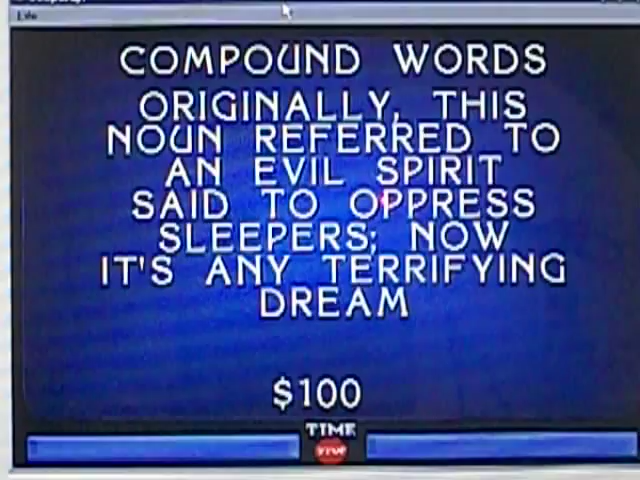 COMPOUND WORDS
ORIGINALLY, THIS
NOUN REFERRED TO
AN EVIL SPIRIT
SAID TO OPPRESS
SLEEPERS; NOW
IT'S ANY TERRIFYING
DREAM
$100
TIME